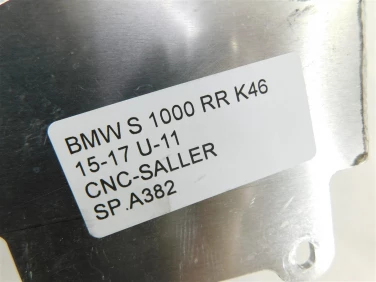 BMW S 1000 RR K46
15-17 U-11
CNC-SALLER
SP.A382